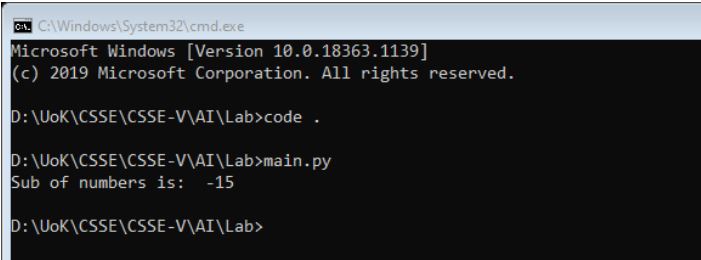 C:\Windows\System32\cmd.exe
Microsoft Windows [Version 10.0.18363.1139]
(c) 2019 Microsoft Corporation. All rights reserved.
D:\UoK\CSSE\CSSE-V\AI\Lab>code .
D:\UoK\CSSE\CSSE-V\AI\Lab>main.py
Sub of numbers is:  -15
D:\UoK\CSSE\CSSE-V\AI\Lab>